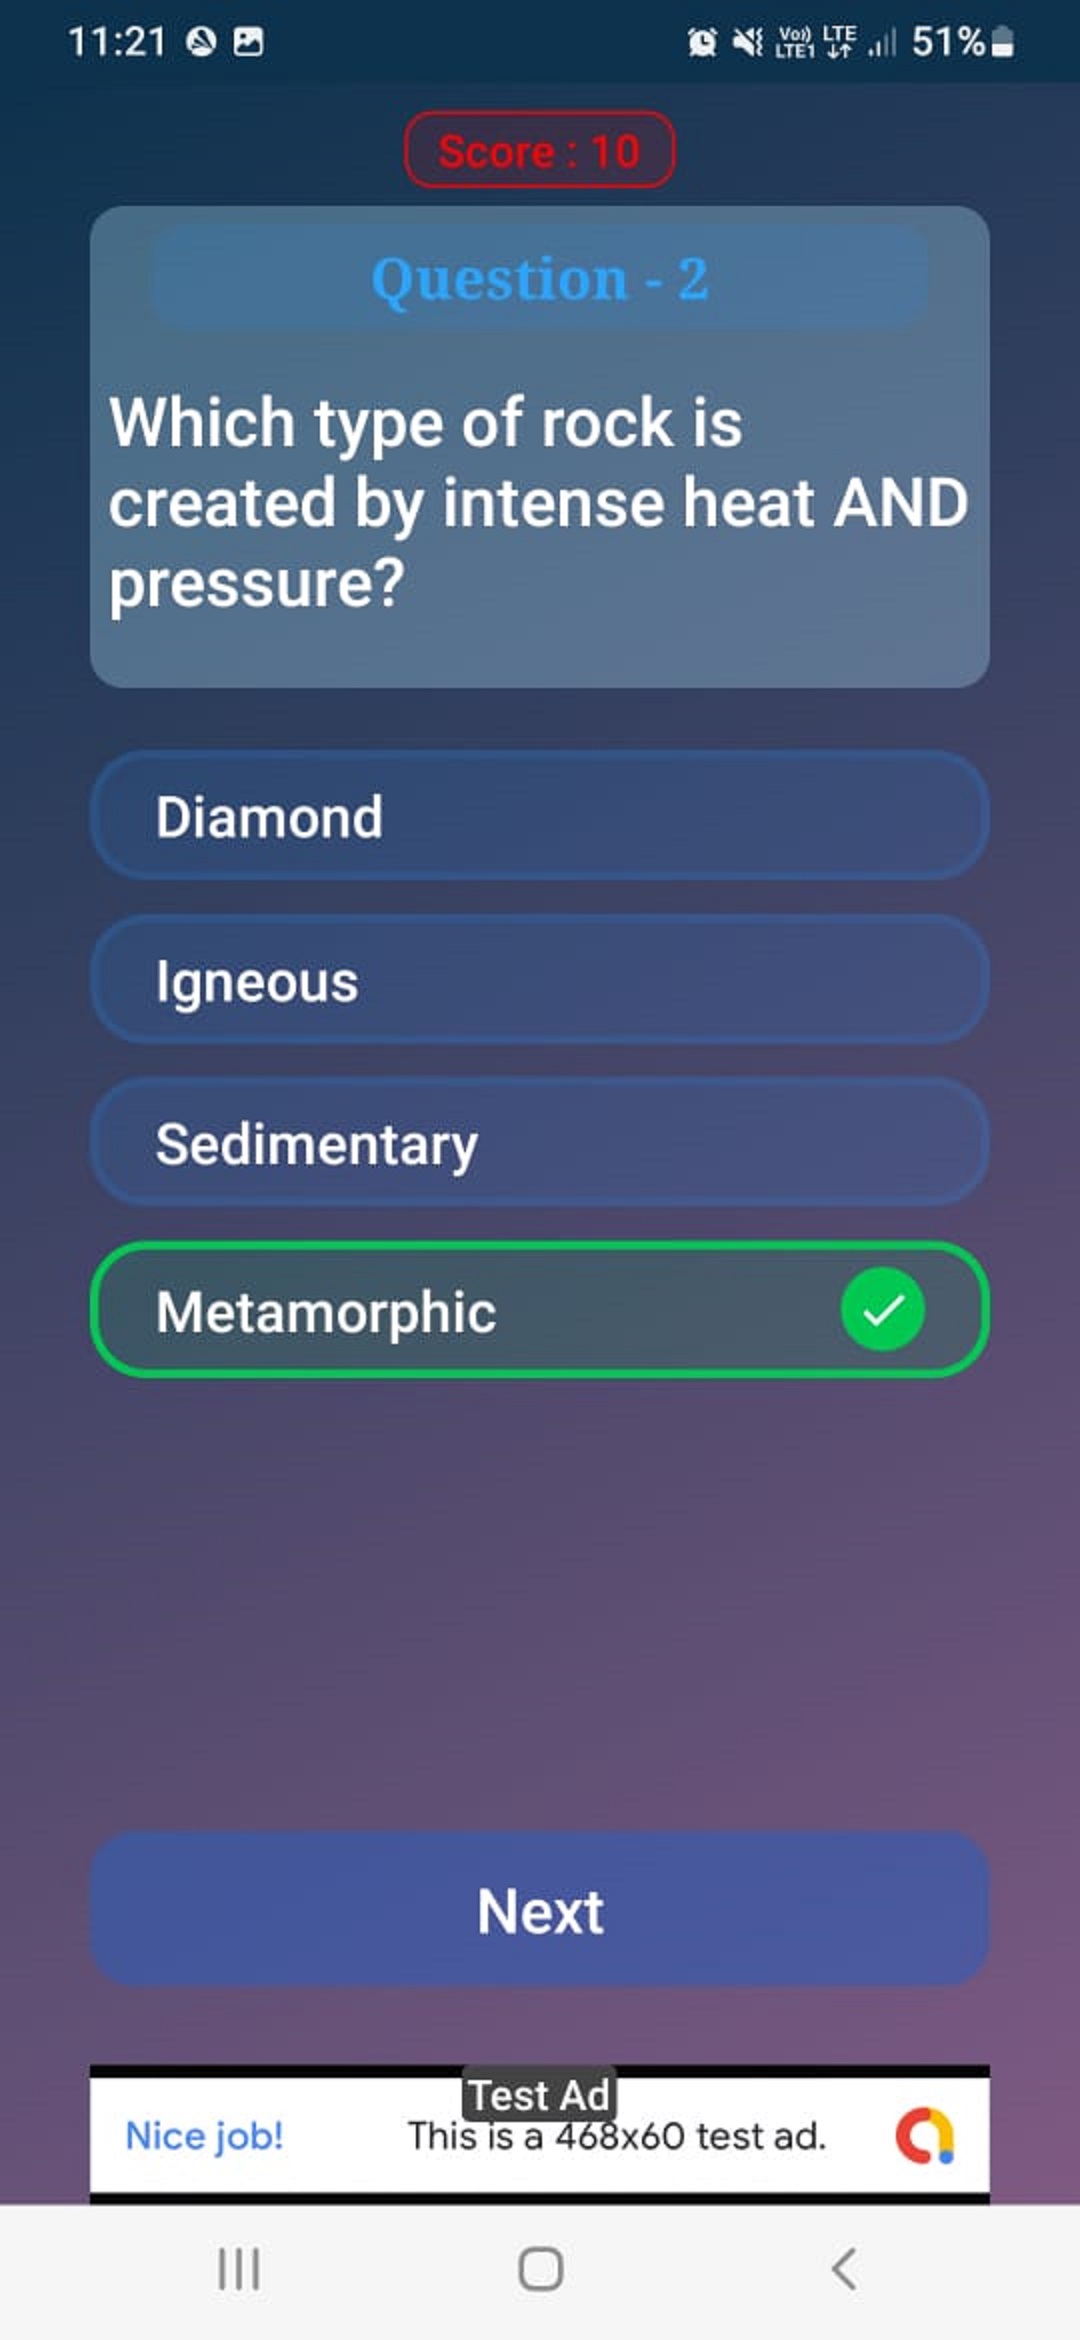 11:21
Vo)) LTE
LTE1
51%
Score : 10
Question - 2
Which type of rock is
created by intense heat AND
pressure?
Diamond
Igneous
Sedimentary
Metamorphic
Next
Test Ad
Nice job!
This is a 468x60 test ad.